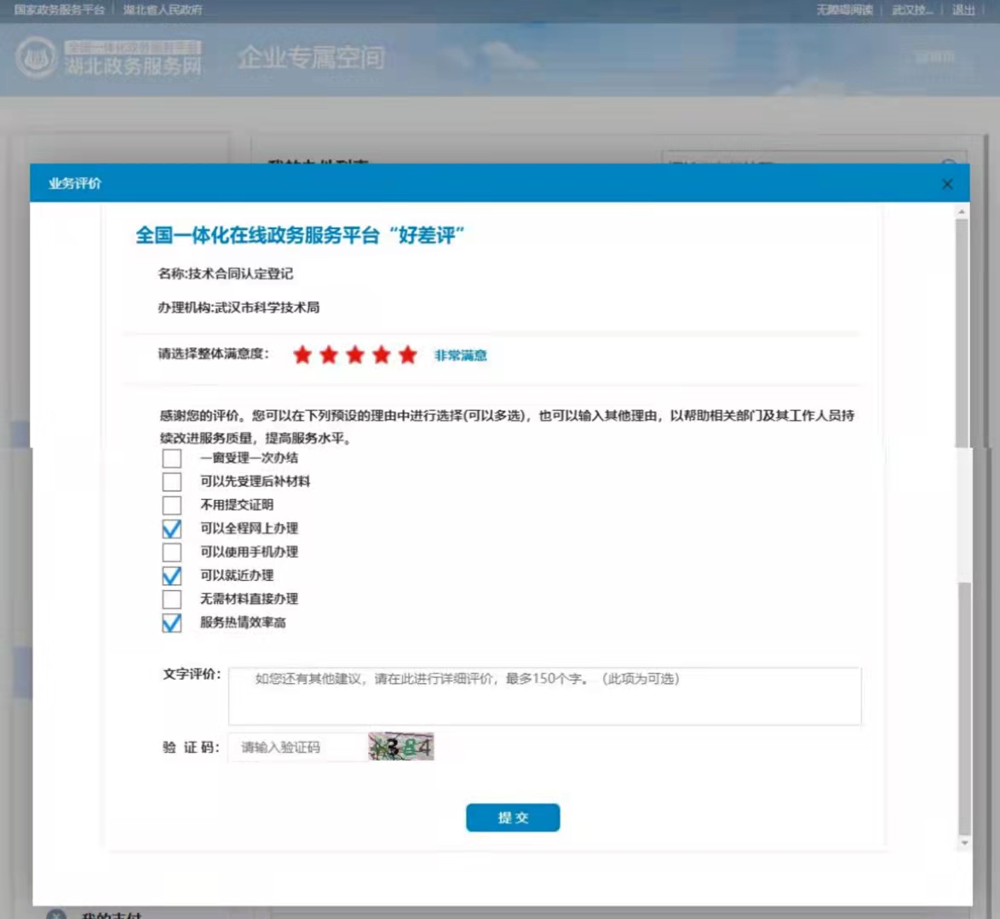 国家政务服务平台 湖北省人民政府 无障碍阅读 武汉技... 退出
全国一体化政务服务平台
湖北政务服务网 企业专属空间
我的办件列表
业务评价
全国一体化在线政务服务平台“好差评”
名称:技术合同认定登记
办理机构:武汉市科学技术局
请选择整体满意度: 非常满意
感谢您的评价。您可以在下列预设的理由中进行选择(可以多选)，也可以输入其他理由，以帮助相关部门及其工作人员持
续改进服务质量，提高服务水平。
一窗受理一次办结
可以先受理后补材料
不用提交证明
可以全程网上办理
可以使用手机办理
可以就近办理
无需材料直接办理
服务热情效率高
文字评价: 如您还有其他建议，请在此进行详细评价，最多150个字。（此项为可选）
验 证 码: 请输入验证码
提 交
我的支付